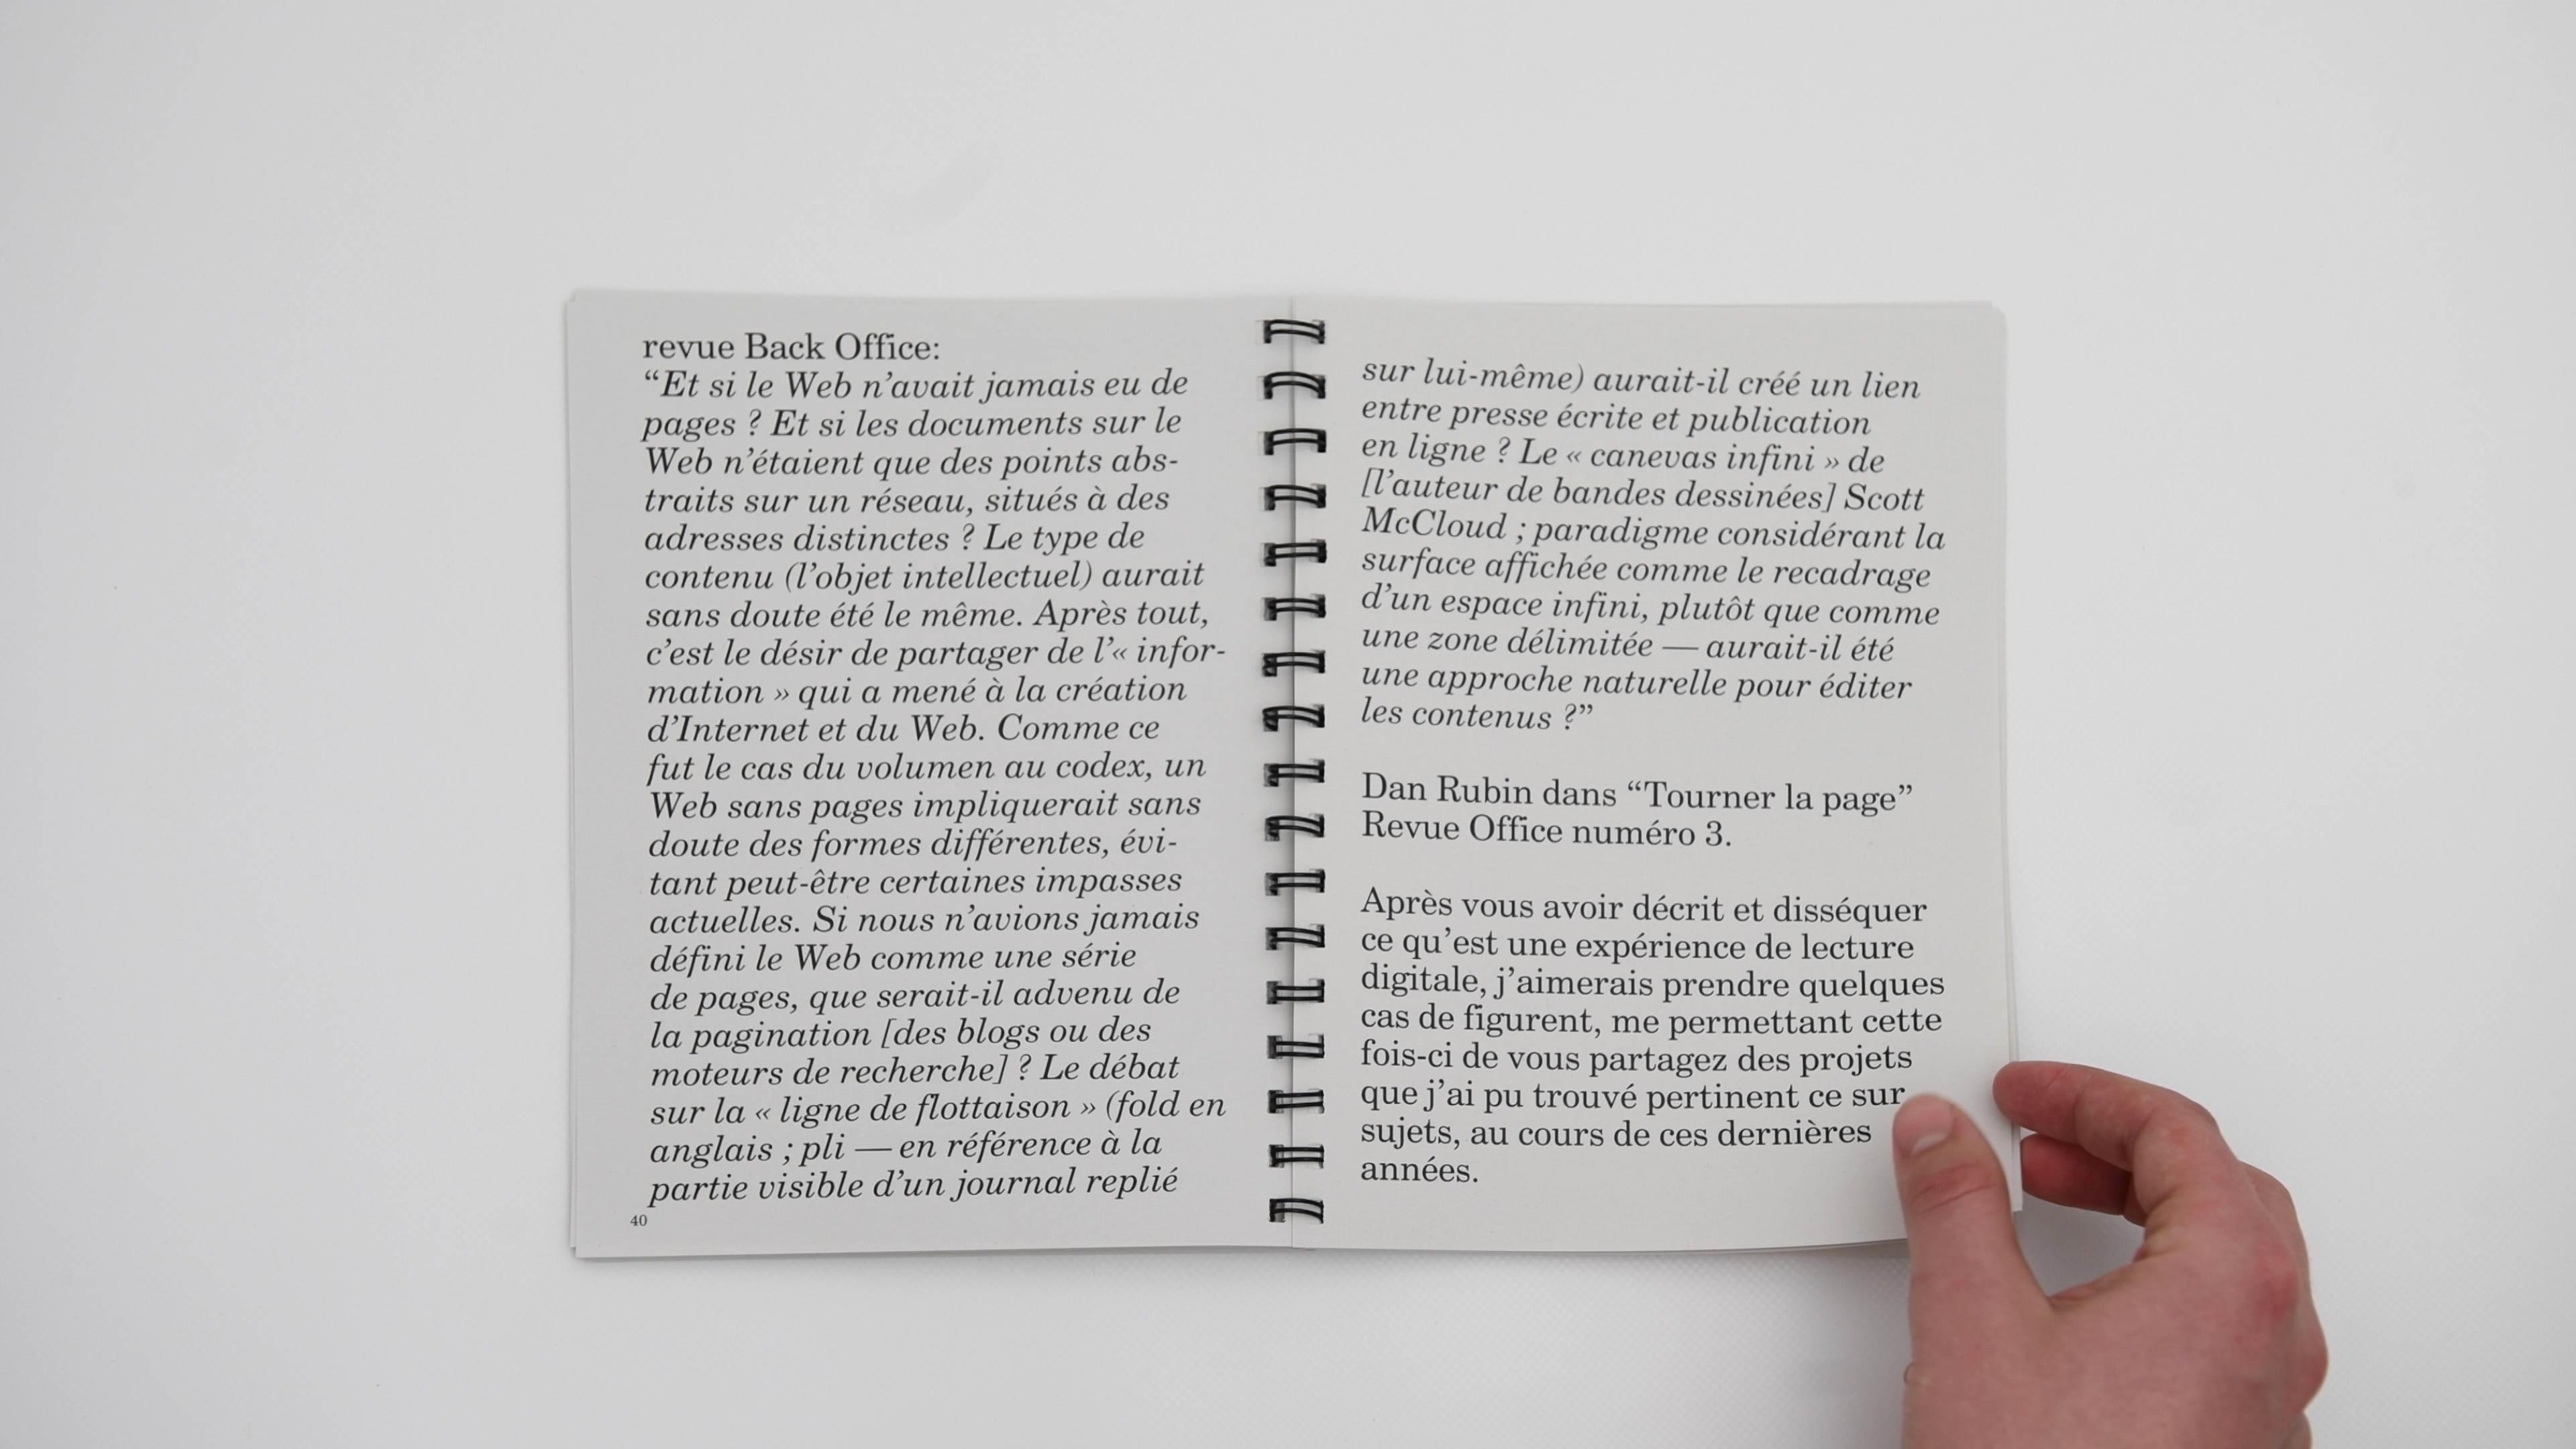 revue Back Office:
“Et si le Web n’avait jamais eu de
pages ? Et si les documents sur le
Web n’étaient que des points abs-
traits sur un réseau, situés à des
adresses distinctes ? Le type de
contenu (l’objet intellectuel) aurait
sans doute été le même. Après tout,
c’est le désir de partager de l’« infor-
mation » qui a mené à la création
d’Internet et du Web. Comme ce
fut le cas du volumen au codex, un
Web sans pages impliquerait sans
doute des formes différentes, évi-
tant peut-être certaines impasses
actuelles. Si nous n’avions jamais
défini le Web comme une série
de pages, que serait-il advenu de
la pagination [des blogs ou des
moteurs de recherche] ? Le débat
sur la « ligne de flottaison » (fold en
anglais ; pli — en référence à la
partie visible d’un journal replié
40
sur lui-même) aurait-il créé un lien
entre presse écrite et publication
en ligne ? Le « canevas infini » de
[l’auteur de bandes dessinées] Scott
McCloud ; paradigme considérant la
surface affichée comme le recadrage
d’un espace infini, plutôt que comme
une zone délimitée — aurait-il été
une approche naturelle pour éditer
les contenus ?”
Dan Rubin dans “Tourner la page”
Revue Office numéro 3.
Après vous avoir décrit et disséquer
ce qu’est une expérience de lecture
digitale, j’aimerais prendre quelques
cas de figurent, me permettant cette
fois-ci de vous partagez des projets
que j’ai pu trouvé pertinent ce sur
sujets, au cours de ces dernières
années.